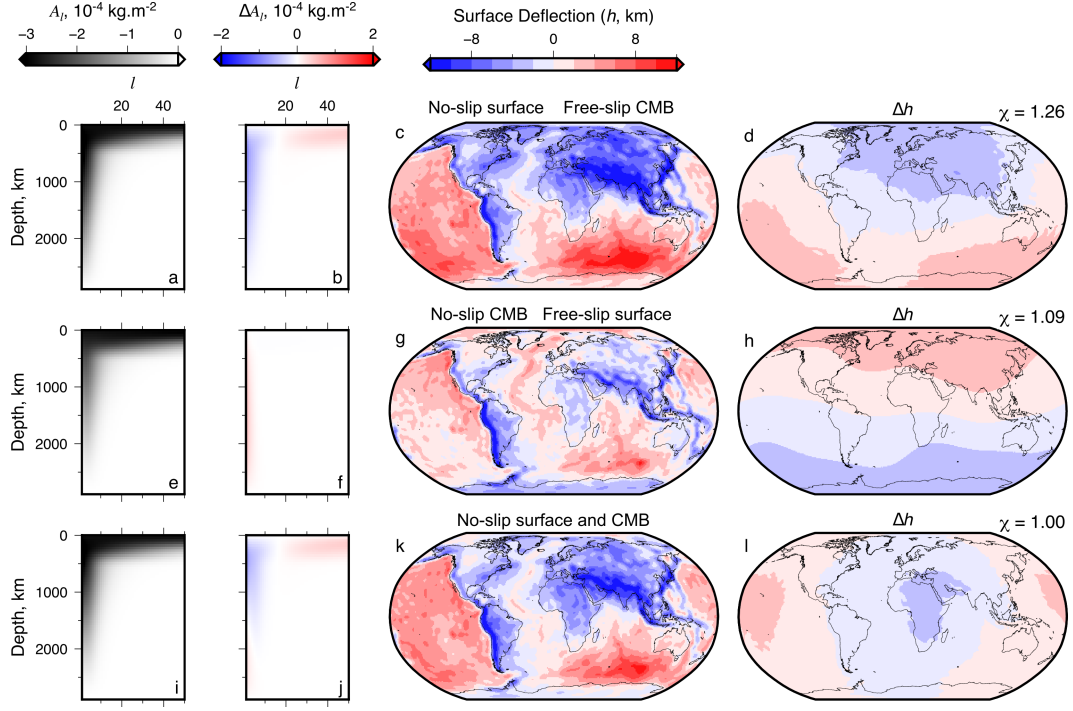 Aₗ, 10⁻⁴ kg.m⁻²
ΔAₗ, 10⁻⁴ kg.m⁻²
Surface Deflection (h, km)
−3 −2 −1 0
−2 0 2
−8 0 8
l
l
20 40
20 40
No-slip surface Free-slip CMB
Δh
χ = 1.26
0
1000
2000
Depth, km
a
b
c
d
No-slip CMB Free-slip surface
Δh
χ = 1.09
0
1000
2000
Depth, km
e
f
g
h
No-slip surface and CMB
Δh
χ = 1.00
0
1000
2000
Depth, km
i
j
k
l